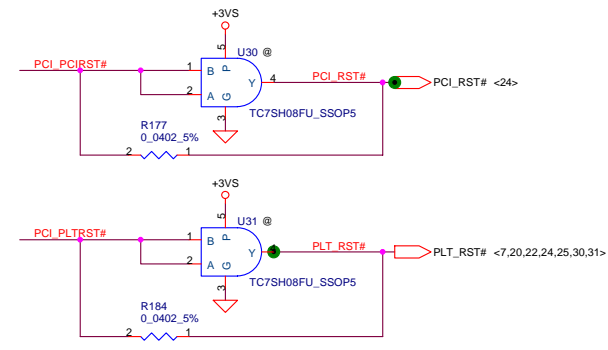 +3VS
5
U30 @
PCI_PCIRST#
1
B
P
Y
4
PCI_RST#
PCI_RST# <24>
2
A
G
3
TC7SH08FU_SSOP5
R177
0_0402_5%
2
1
+3VS
5
U31 @
PCI_PLTRST#
1
B
P
Y
PLT_RST#
PLT_RST# <7,20,22,24,25,30,31>
2
A
G
3
TC7SH08FU_SSOP5
R184
0_0402_5%
2
1